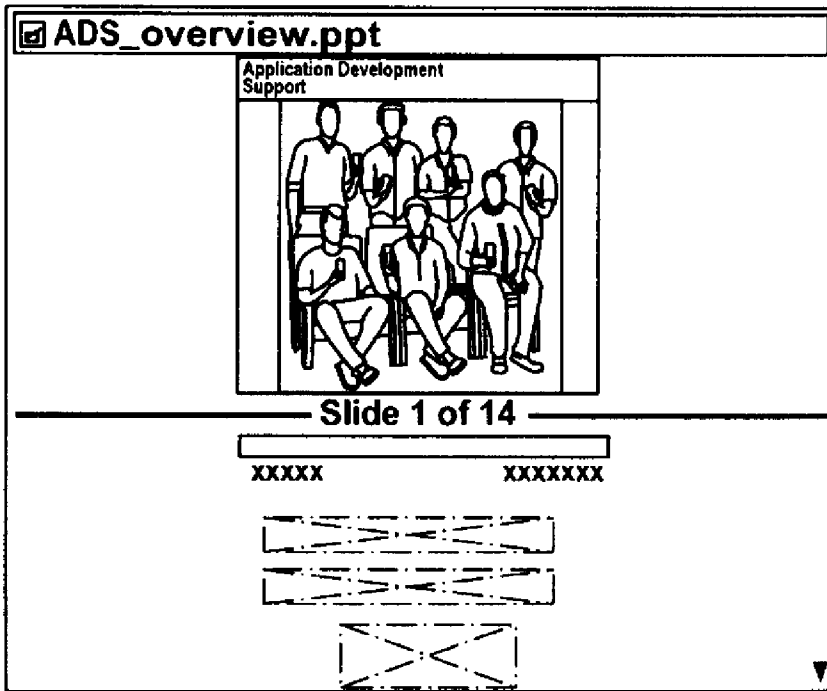 ADS_overview.ppt
Application Development
Support
Slide 1 of 14
XXXXX XXXXXXX